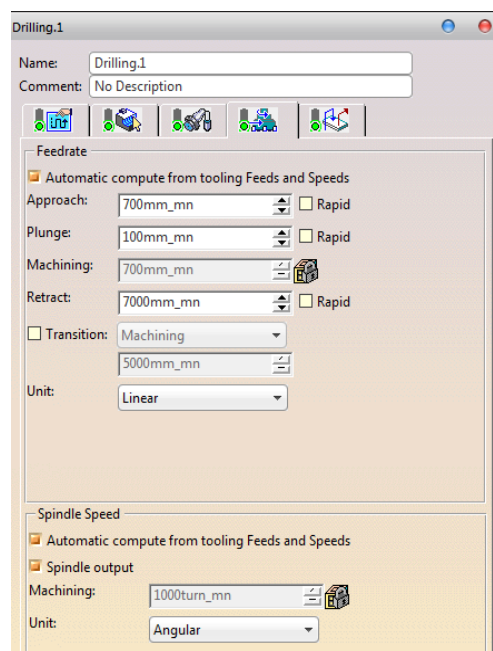 Drilling.1
Name: Drilling.1
Comment: No Description
Feedrate
Automatic compute from tooling Feeds and Speeds
Approach: 700mm_mn Rapid
Plunge: 100mm_mn Rapid
Machining: 700mm_mn
Retract: 7000mm_mn Rapid
Transition: Machining
5000mm_mn
Unit: Linear
Spindle Speed
Automatic compute from tooling Feeds and Speeds
Spindle output
Machining: 1000turn_mn
Unit: Angular